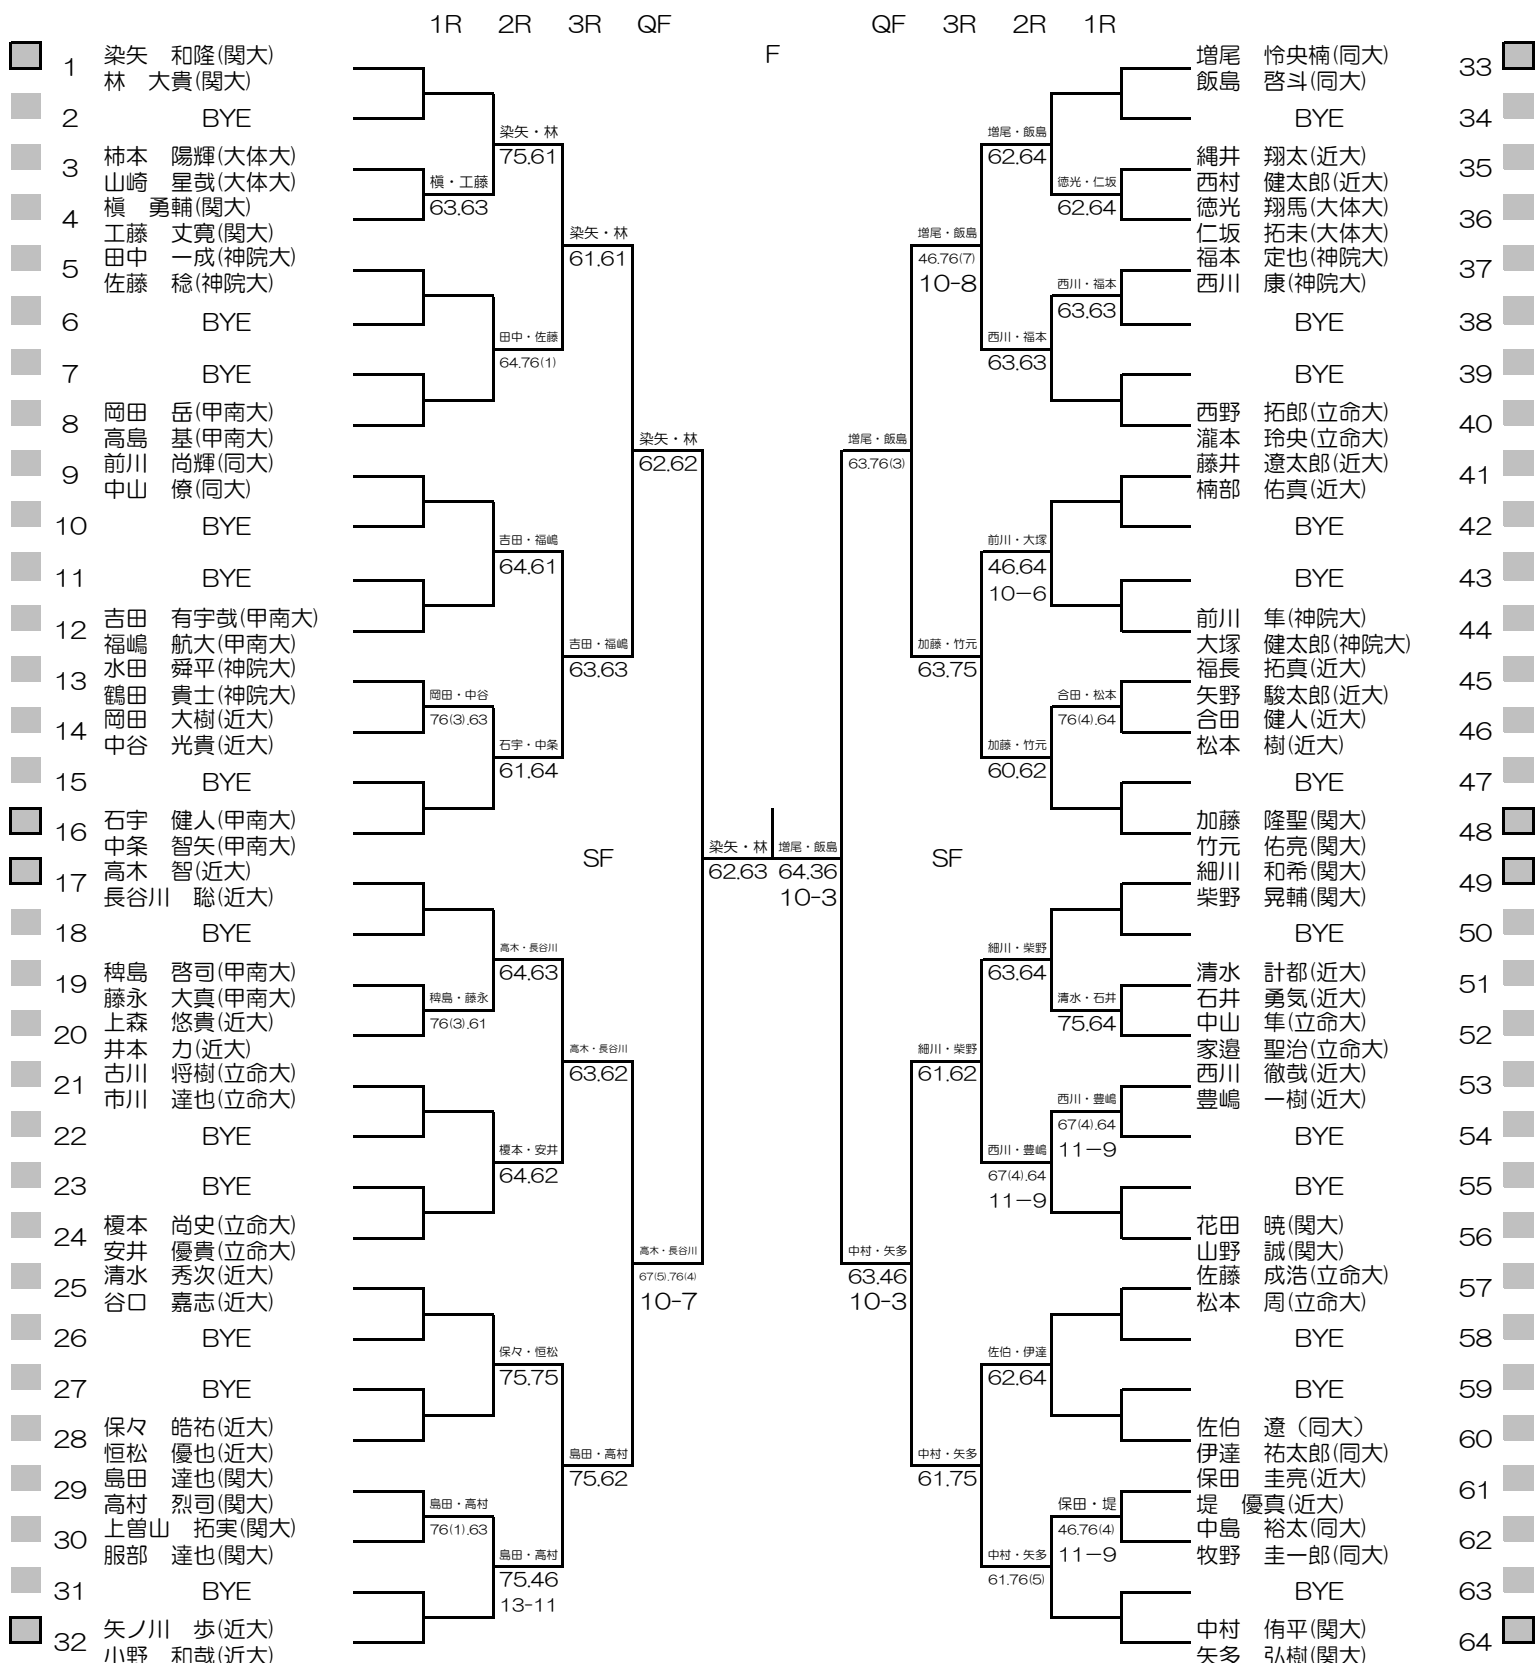 1R 2R 3R QF
QF 3R 2R 1R
F
1 染矢 和隆(関大)
林 大貴(関大)
2 BYE
3 柿本 陽輝(大体大)
山崎 星哉(大体大)
4 槇 勇輔(関大)
工藤 丈寛(関大)
5 田中 一成(神院大)
佐藤 稔(神院大)
6 BYE
7 BYE
8 岡田 岳(甲南大)
高島 基(甲南大)
9 前川 尚輝(同大)
中山 僚(同大)
10 BYE
11 BYE
12 吉田 有宇哉(甲南大)
福嶋 航大(甲南大)
13 水田 舜平(神院大)
鶴田 貴士(神院大)
14 岡田 大樹(近大)
中谷 光貴(近大)
15 BYE
16 石宇 健人(甲南大)
中条 智矢(甲南大)
17 高木 智(近大)
長谷川 聡(近大)
18 BYE
19 稗島 啓司(甲南大)
藤永 大真(甲南大)
20 上森 悠貴(近大)
井本 力(近大)
21 古川 将樹(立命大)
市川 達也(立命大)
22 BYE
23 BYE
24 榎本 尚史(立命大)
安井 優貴(立命大)
25 清水 秀次(近大)
谷口 嘉志(近大)
26 BYE
27 BYE
28 保々 皓祐(近大)
恒松 優也(近大)
29 島田 達也(関大)
高村 烈司(関大)
30 上曽山 拓実(関大)
服部 達也(関大)
31 BYE
32 矢ノ川 歩(近大)
小野 和哉(近大)
槇・工藤
63.63
岡田・中谷
76(3).63
稗島・藤永
76(3).61
島田・高村
76(1).63
染矢・林
75.61
田中・佐藤
64.76(1)
吉田・福嶋
64.61
石宇・中条
61.64
高木・長谷川
64.63
榎本・安井
64.62
保々・恒松
75.75
島田・高村
75.46
13-11
染矢・林
61.61
吉田・福嶋
63.63
高木・長谷川
63.62
島田・高村
75.62
染矢・林
62.62
高木・長谷川
67(5).76(4)
10-7
SF
染矢・林
62.63
増尾・飯島
64.36
10-3
SF
増尾・飯島
63.76(3)
中村・矢多
63.46
10-3
増尾・飯島
46.76(7)
10-8
加藤・竹元
63.75
細川・柴野
61.62
中村・矢多
61.75
増尾・飯島
62.64
西川・福本
63.63
前川・大塚
46.64
10-6
加藤・竹元
60.62
細川・柴野
63.64
西川・豊嶋
67(4).64
11-9
佐伯・伊達
62.64
中村・矢多
61.76(5)
徳光・仁坂
62.64
西川・福本
63.63
合田・松本
76(4).64
清水・石井
75.64
西川・豊嶋
67(4).64
11-9
保田・堤
46.76(4)
11-9
増尾 怜央楠(同大) 33
飯島 啓斗(同大)
BYE 34
縄井 翔太(近大) 35
西村 健太郎(近大)
徳光 翔馬(大体大) 36
仁坂 拓未(大体大)
福本 定也(神院大) 37
西川 康(神院大)
BYE 38
BYE 39
西野 拓郎(立命大) 40
瀧本 玲央(立命大)
藤井 遼太郎(近大) 41
楠部 佑真(近大)
BYE 42
BYE 43
前川 隼(神院大) 44
大塚 健太郎(神院大)
福長 拓真(近大) 45
矢野 駿太郎(近大)
合田 健人(近大) 46
松本 樹(近大)
BYE 47
加藤 隆聖(関大) 48
竹元 佑亮(関大)
細川 和希(関大) 49
柴野 晃輔(関大)
BYE 50
清水 計都(近大) 51
石井 勇気(近大)
中山 隼(立命大) 52
家邉 聖治(立命大)
西川 徹哉(近大) 53
豊嶋 一樹(近大)
BYE 54
BYE 55
花田 暁(関大) 56
山野 誠(関大)
佐藤 成浩(立命大) 57
松本 周(立命大)
BYE 58
BYE 59
佐伯 遼（同大） 60
伊達 祐太郎(同大)
保田 圭亮(近大) 61
堤 優真(近大)
中島 裕太(同大) 62
牧野 圭一郎(同大)
BYE 63
中村 侑平(関大) 64
矢多 弘樹(関大)